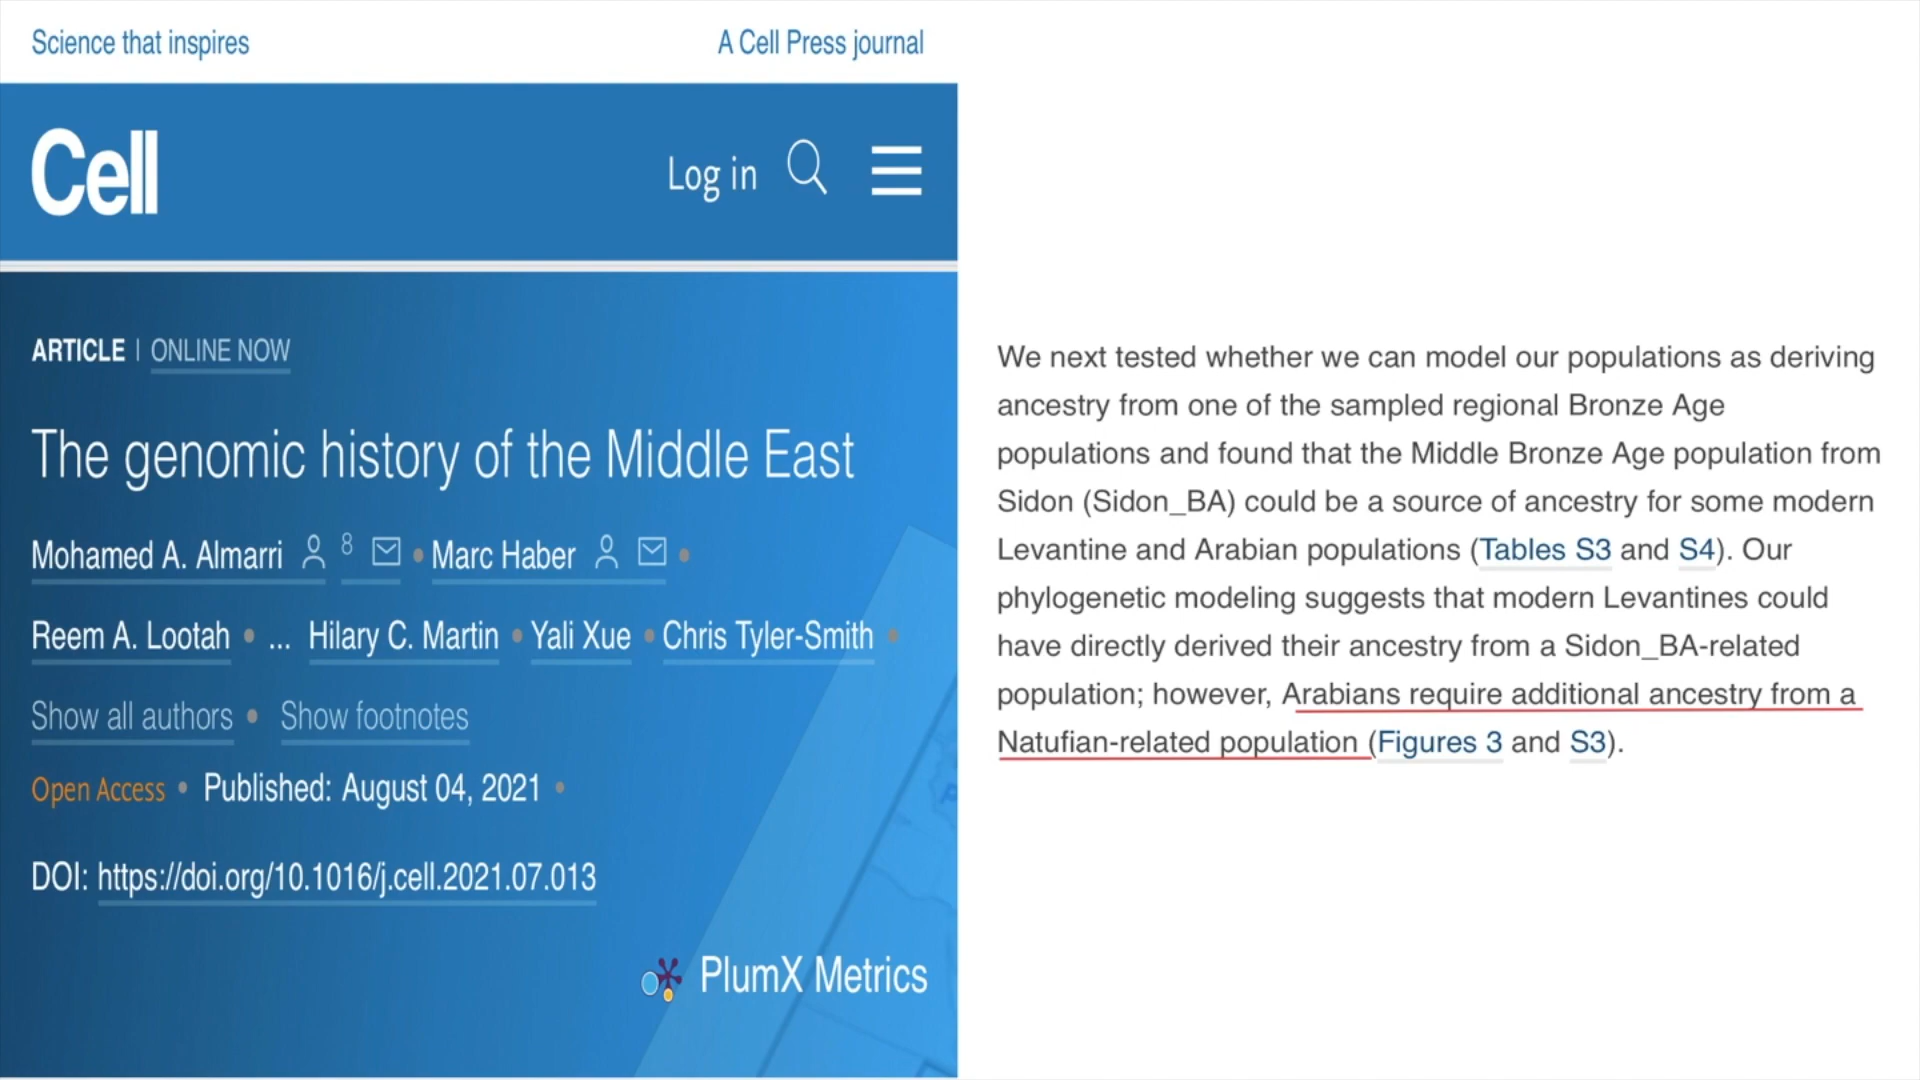 Science that inspires
A Cell Press journal
Cell
Log in
ARTICLE | ONLINE NOW
The genomic history of the Middle East
Mohamed A. Almarri 8 • Marc Haber •
Reem A. Lootah • ... Hilary C. Martin • Yali Xue • Chris Tyler-Smith •
Show all authors • Show footnotes
Open Access • Published: August 04, 2021 •
DOI: https://doi.org/10.1016/j.cell.2021.07.013
PlumX Metrics
We next tested whether we can model our populations as deriving
ancestry from one of the sampled regional Bronze Age
populations and found that the Middle Bronze Age population from
Sidon (Sidon_BA) could be a source of ancestry for some modern
Levantine and Arabian populations (Tables S3 and S4). Our
phylogenetic modeling suggests that modern Levantines could
have directly derived their ancestry from a Sidon_BA-related
population; however, Arabians require additional ancestry from a
Natufian-related population (Figures 3 and S3).